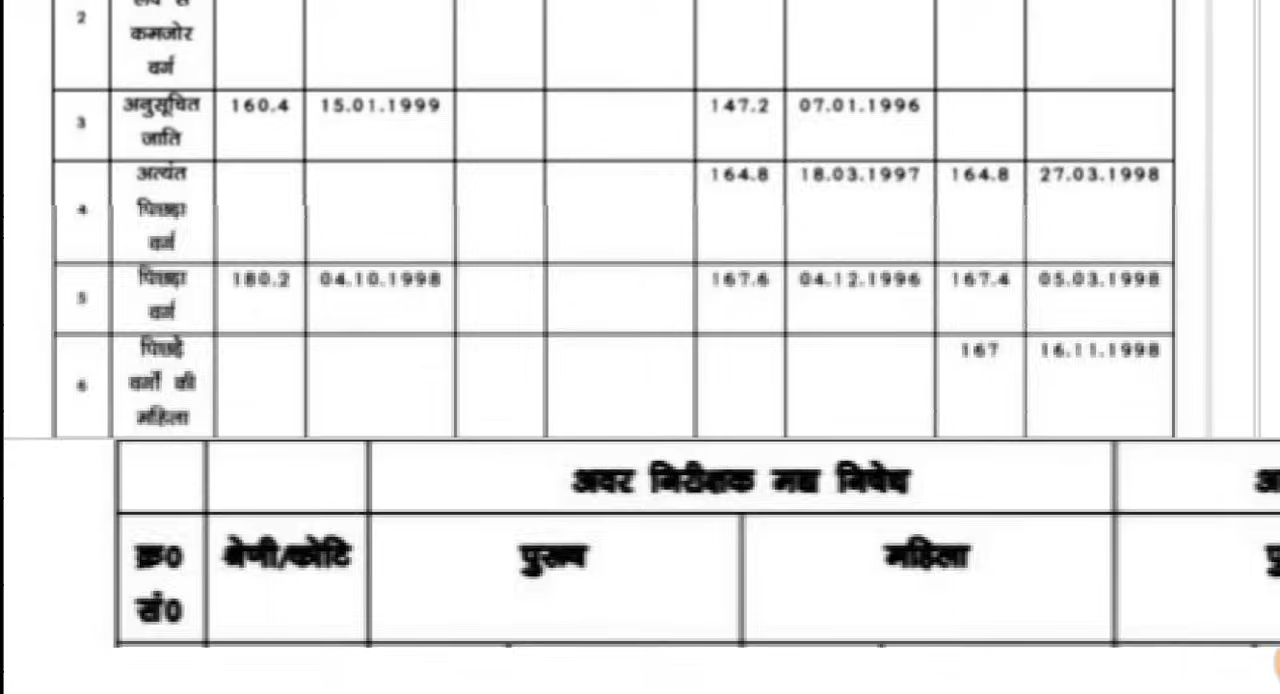 2
कमजोर
वर्ग
3 अनुसूचित जाति 160.4 15.01.1999 147.2 07.01.1996
4 अत्यंत पिछड़ा वर्ग 164.8 18.03.1997 164.8 27.03.1998
5 पिछड़ा वर्ग 180.2 04.10.1998 167.6 04.12.1996 167.4 05.03.1998
6 पिछड़े वर्गों की महिला 167 16.11.1998
अवर निरीक्षक मद्य निषेध
क्र0 सं0 श्रेणी/कोटि पुरूष महिला